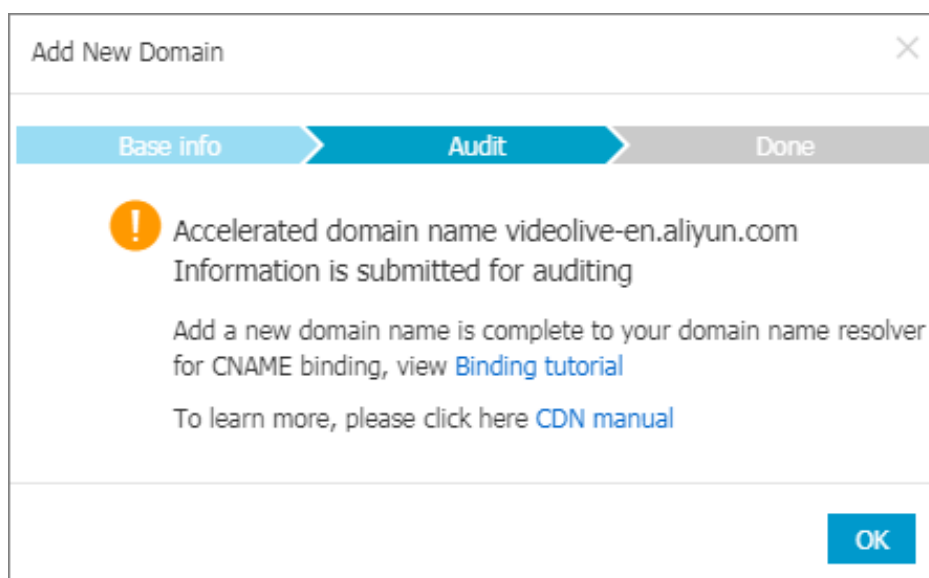 Add New Domain
Base info
Audit
Done
Accelerated domain name videolive-en.aliyun.com
Information is submitted for auditing
Add a new domain name is complete to your domain name resolver
for CNAME binding, view Binding tutorial
To learn more, please click here CDN manual
OK